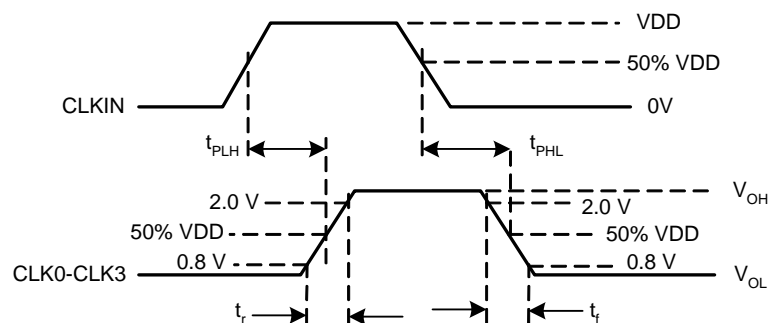 VDD
50% VDD
CLKIN
0V
tPLH
tPHL
2.0 V
VOH
2.0 V
50% VDD
50% VDD
0.8 V
0.8 V
CLK0-CLK3
VOL
tr
tf